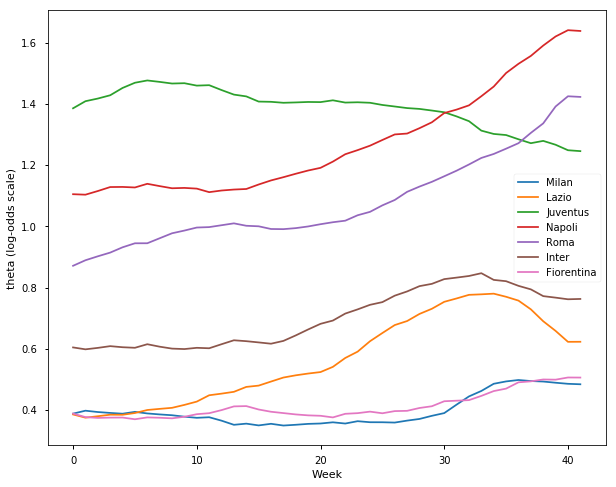 theta (log-odds scale)
1.6
1.4
1.2
1.0
0.8
0.6
0.4
0
10
20
30
40
Week
Milan
Lazio
Juventus
Napoli
Roma
Inter
Fiorentina